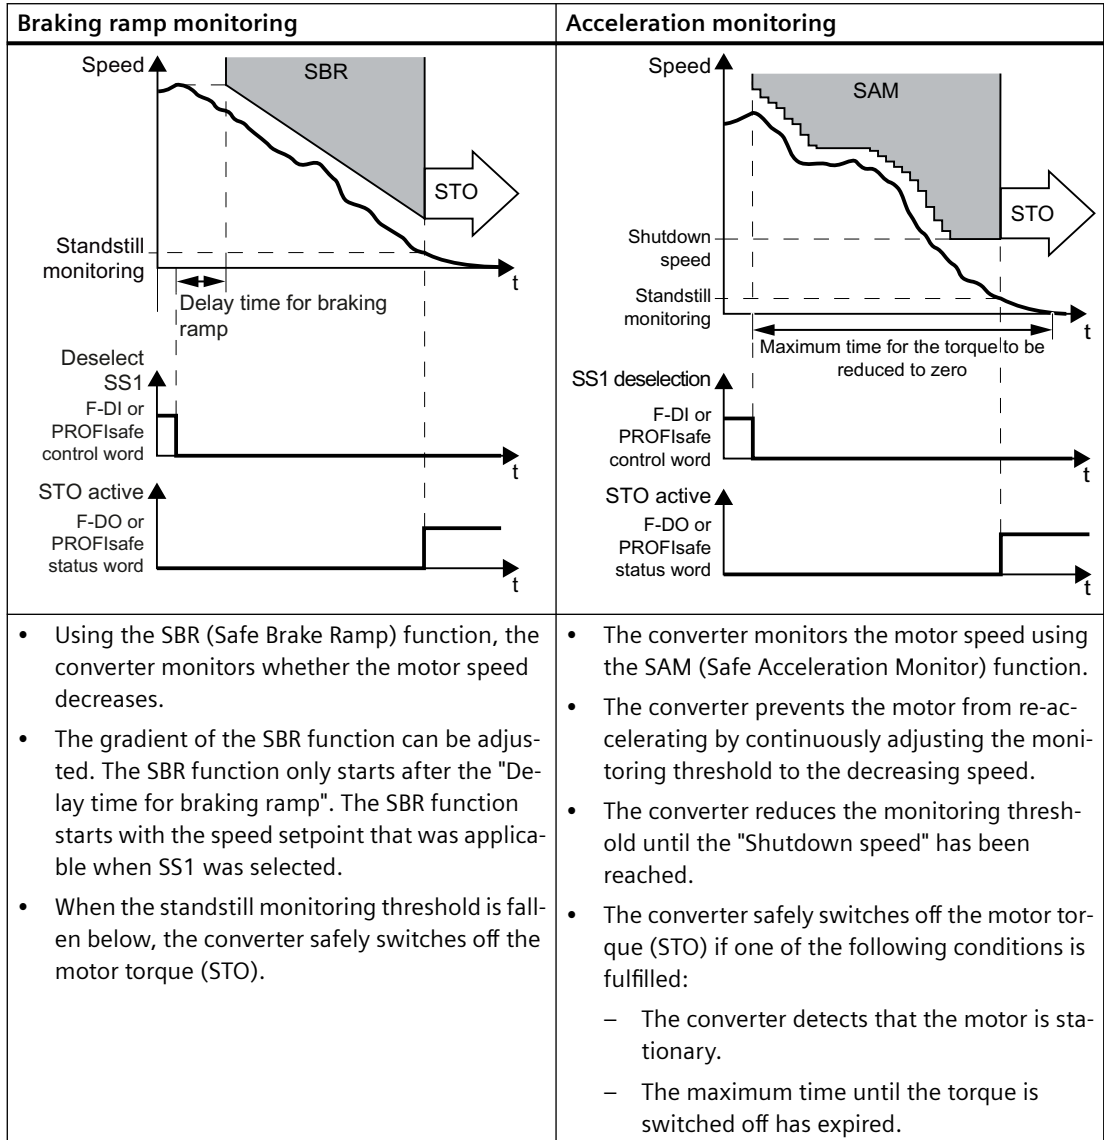 Braking ramp monitoring
Speed
SBR
STO
Standstill
monitoring
t
Delay time for braking
ramp
Deselect
SS1
F-DI or
PROFIsafe
control word
t
STO active
F-DO or
PROFIsafe
status word
t
• Using the SBR (Safe Brake Ramp) function, the
converter monitors whether the motor speed
decreases.
• The gradient of the SBR function can be adjus-
ted. The SBR function only starts after the "De-
lay time for braking ramp". The SBR function
starts with the speed setpoint that was applica-
ble when SS1 was selected.
• When the standstill monitoring threshold is fall-
en below, the converter safely switches off the
motor torque (STO).
Acceleration monitoring
Speed
SAM
STO
Shutdown
speed
Standstill
monitoring
t
Maximum time for the torque to be
reduced to zero
SS1 deselection
F-DI or
PROFIsafe
control word
t
STO active
F-DO or
PROFIsafe
status word
t
• The converter monitors the motor speed using
the SAM (Safe Acceleration Monitor) function.
• The converter prevents the motor from re-ac-
celerating by continuously adjusting the moni-
toring threshold to the decreasing speed.
• The converter reduces the monitoring thresh-
old until the "Shutdown speed" has been
reached.
• The converter safely switches off the motor tor-
que (STO) if one of the following conditions is
fulfilled:
– The converter detects that the motor is sta-
tionary.
– The maximum time until the torque is
switched off has expired.